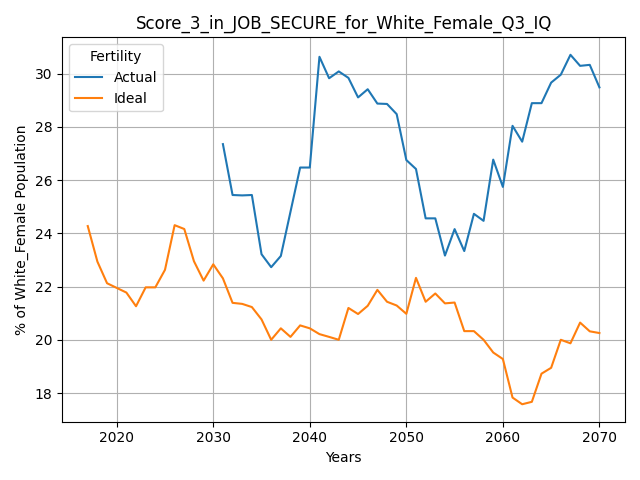 Score_3_in_JOB_SECURE_for_White_Female_Q3_IQ
Fertility
Actual
Ideal
% of White_Female Population
30
28
26
24
22
20
18
2020
2030
2040
2050
2060
2070
Years